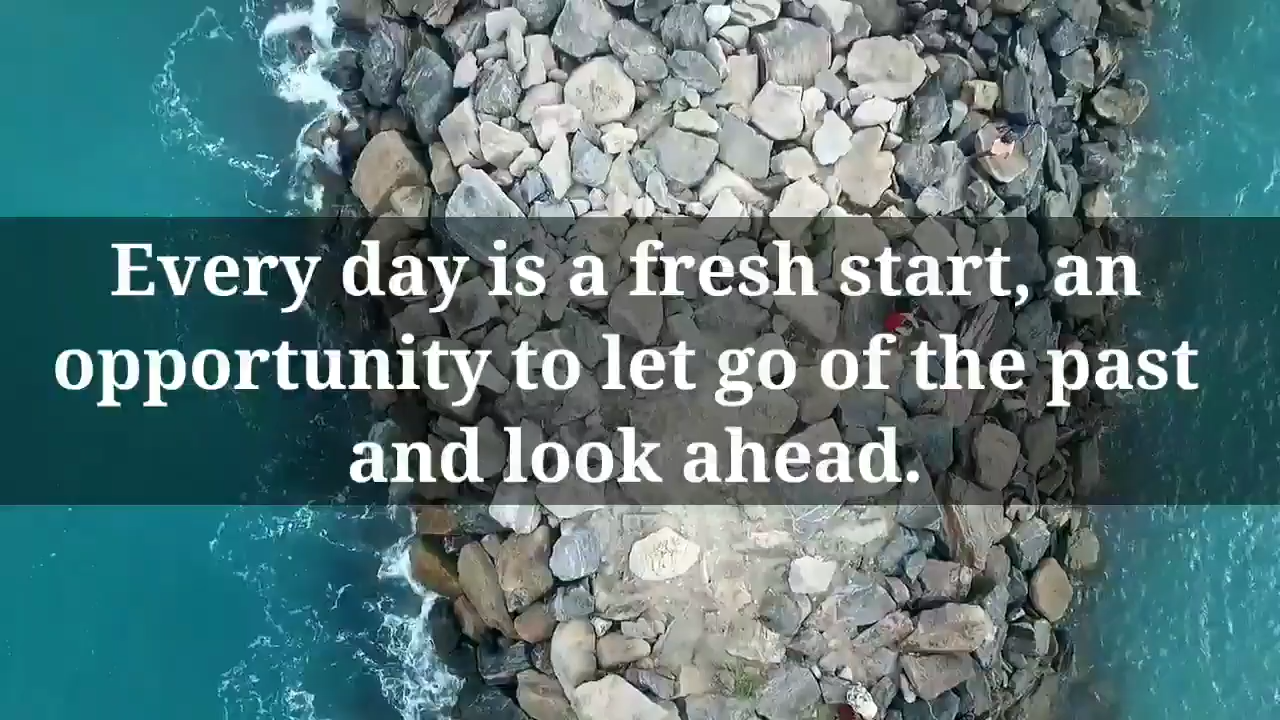 Every day is a fresh start, an
opportunity to let go of the past
and look ahead.